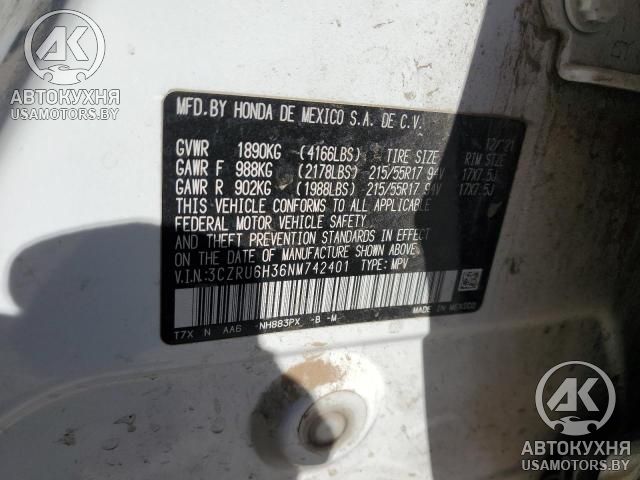 АК
АВТОКУХНЯ
USAMOTORS.BY
MFD.BY HONDA DE MEXICO S.A. DE C.V.
12/21
GVWR 1890KG (4166LBS) TIRE SIZE RIM SIZE
GAWR F 988KG (2178LBS) 215/55R17 94V 17X7.5J
GAWR R 902KG (1988LBS) 215/55R17 94V 17X7.5J
THIS VEHICLE CONFORMS TO ALL APPLICABLE
FEDERAL MOTOR VEHICLE SAFETY
AND THEFT PREVENTION STANDARDS IN EFFECT
ON THE DATE OF MANUFACTURE SHOWN ABOVE.
V.I.N.:3CZRU6H36NM742401 TYPE: MPV
T7X N AA6 NH883PX -B -M-
MADE IN MEXICO
АК
АВТОКУХНЯ
USAMOTORS.BY